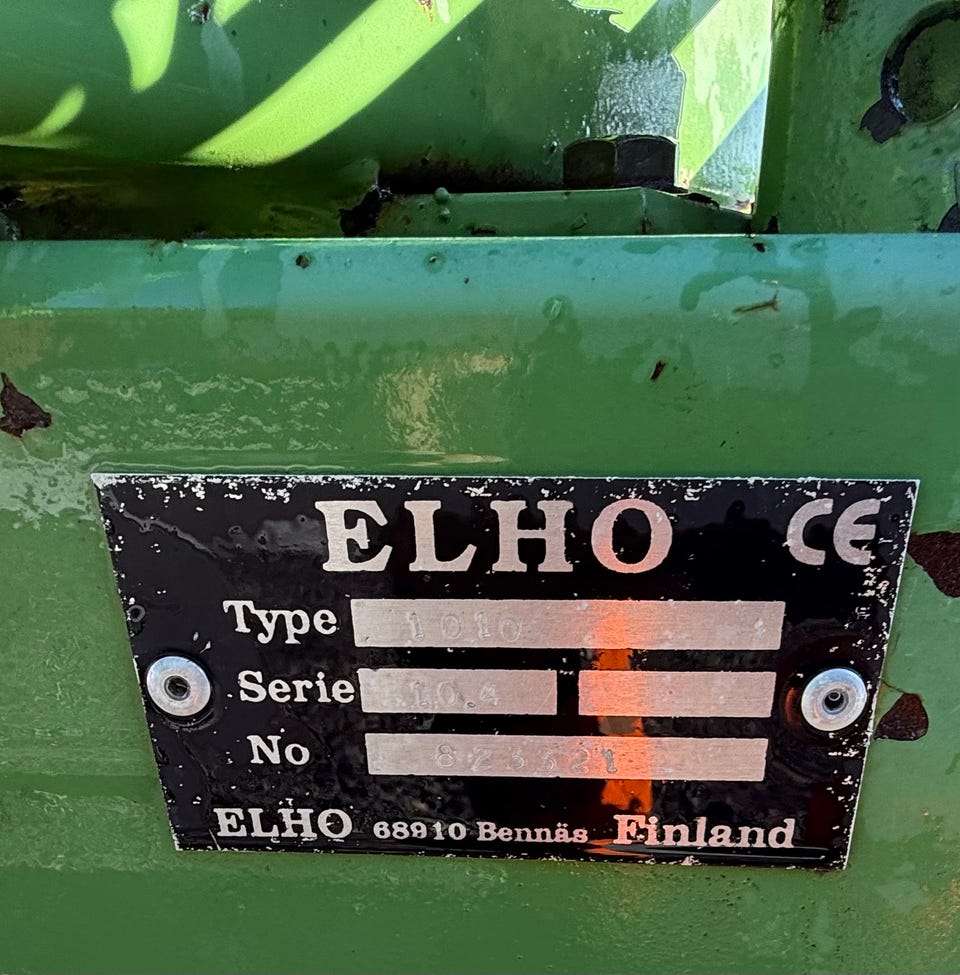 ELHO CE
Type 1010
Serie 10.4
No 823321
ELHO 68910 Bennäs Finland